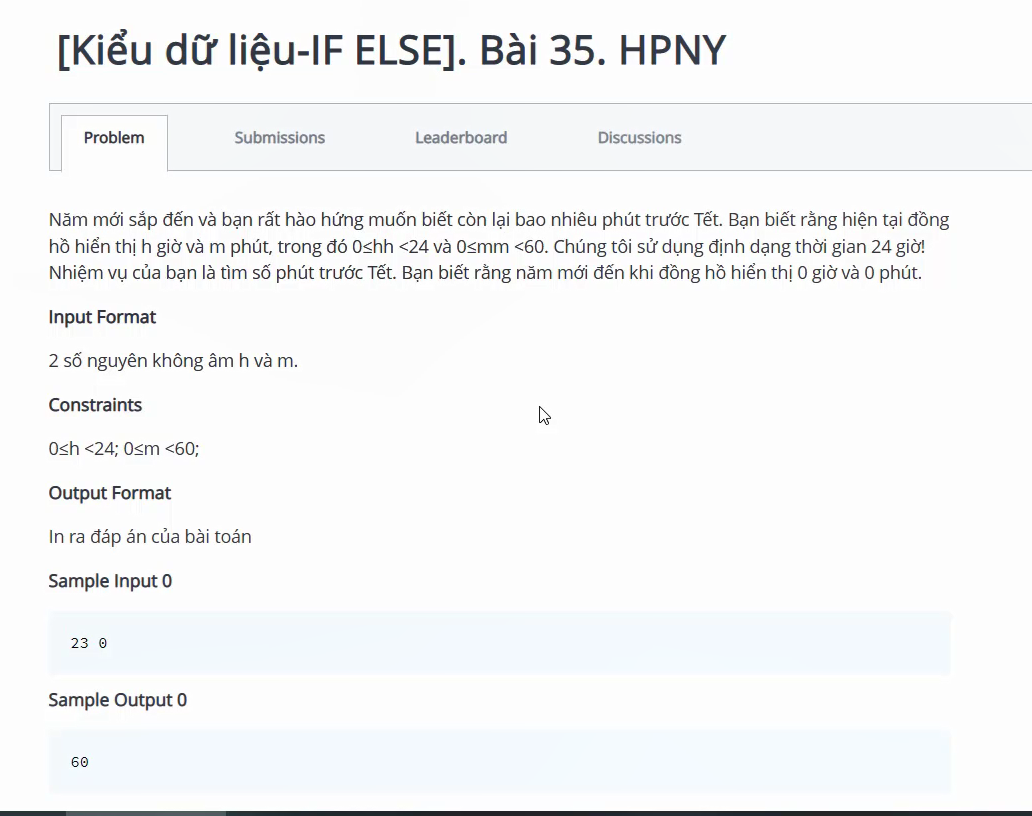 [Kiểu dữ liệu-IF ELSE]. Bài 35. HPNY
Problem
Submissions
Leaderboard
Discussions
Năm mới sắp đến và bạn rất hào hứng muốn biết còn lại bao nhiêu phút trước Tết. Bạn biết rằng hiện tại đồng
hồ hiển thị h giờ và m phút, trong đó 0≤hh <24 và 0≤mm <60. Chúng tôi sử dụng định dạng thời gian 24 giờ!
Nhiệm vụ của bạn là tìm số phút trước Tết. Bạn biết rằng năm mới đến khi đồng hồ hiển thị 0 giờ và 0 phút.
Input Format
2 số nguyên không âm h và m.
Constraints
0≤h <24; 0≤m <60;
Output Format
In ra đáp án của bài toán
Sample Input 0
23 0
Sample Output 0
60